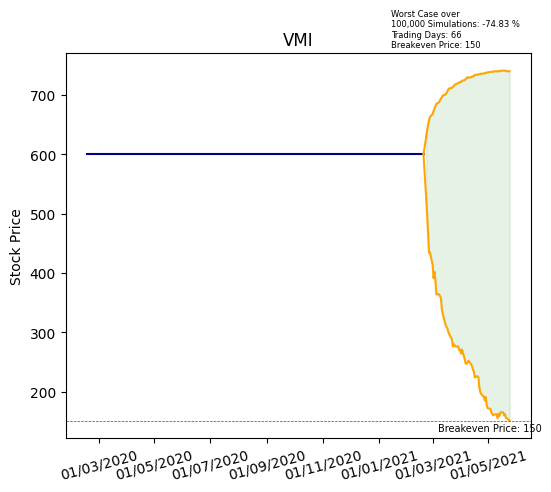 Worst Case over
100,000 Simulations: -74.83 %
Trading Days: 66
Breakeven Price: 150
VMI
Stock Price
700
600
500
400
300
200
Breakeven Price: 150
01/03/2020 01/05/2020 01/07/2020 01/09/2020 01/11/2020 01/01/2021 01/03/2021 01/05/2021